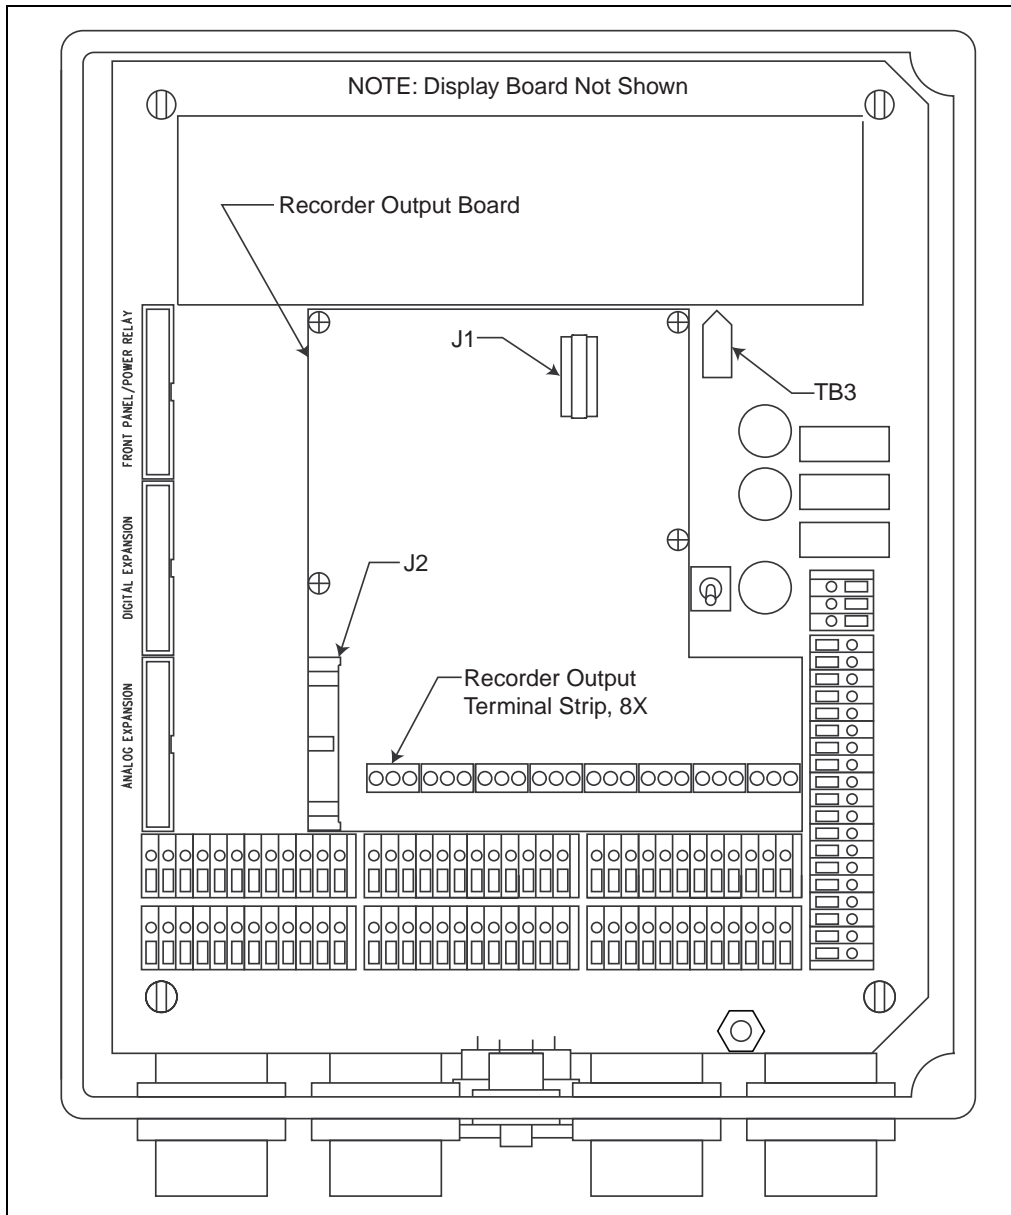 NOTE: Display Board Not Shown
Recorder Output Board
J1
TB3
FRONT PANEL/POWER RELAY
DIGITAL EXPANSION
J2
ANALOG EXPANSION
Recorder Output
Terminal Strip, 8X